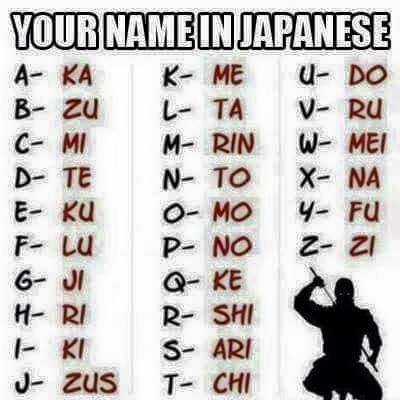 YOUR NAME IN JAPANESE
A- KA
B- ZU
C- MI
D- TE
E- KU
F- LU
G- JI
H- RI
I- KI
J- ZUS
K- ME
L- TA
M- RIN
N- TO
O- MO
P- NO
Q- KE
R- SHI
S- ARI
T- CHI
U- DO
V- RU
W- MEI
X- NA
Y- FU
Z- ZI